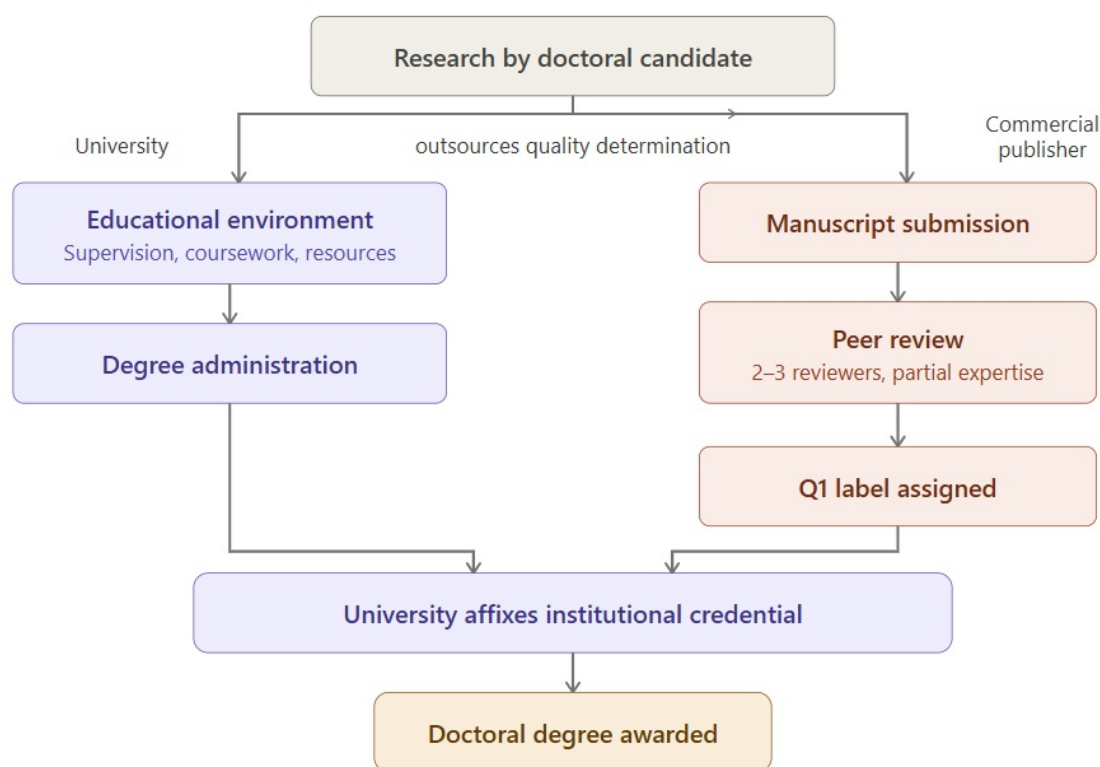 Research by doctoral candidate
University
outsources quality determination
Commercial
publisher
Educational environment
Supervision, coursework, resources
Manuscript submission
Degree administration
Peer review
2–3 reviewers, partial expertise
Q1 label assigned
University affixes institutional credential
Doctoral degree awarded